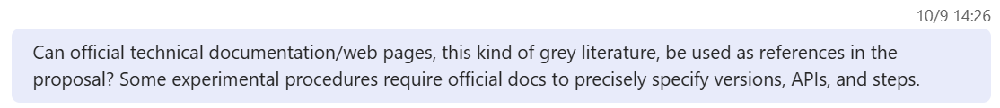 10/9 14:26
Can official technical documentation/web pages, this kind of grey literature, be used as references in the
proposal? Some experimental procedures require official docs to precisely specify versions, APIs, and steps.